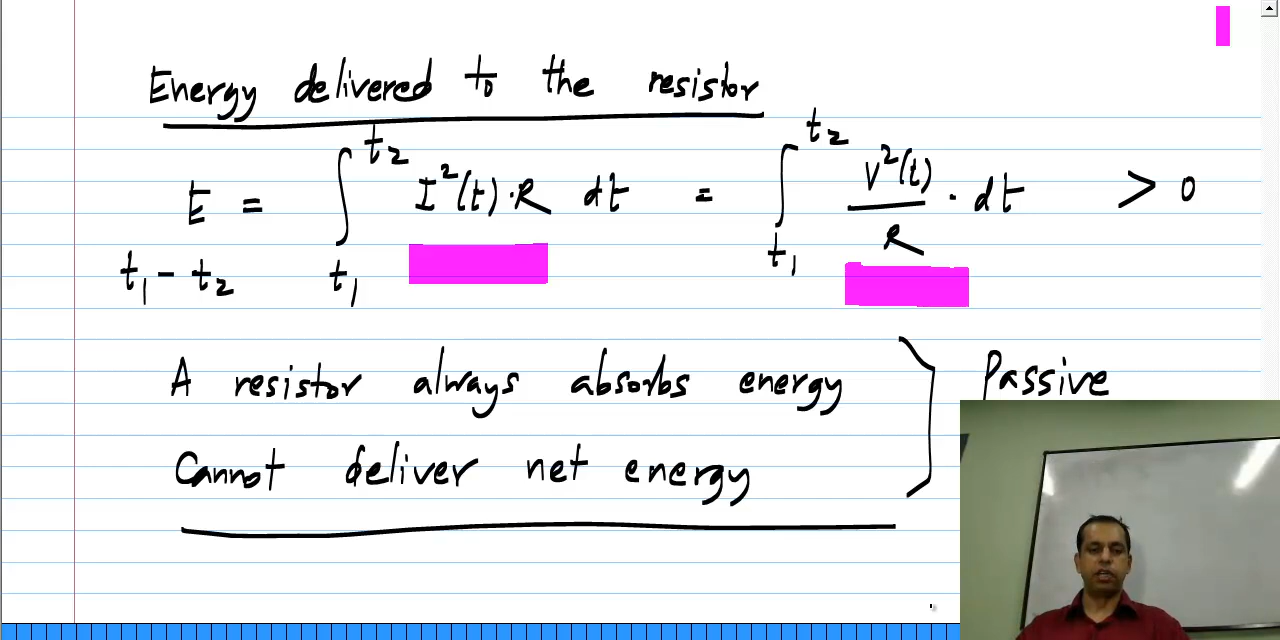 Energy delivered to the resistor
E t₁ - t₂ = ∫ t₁ t₂ I²(t) · R dt = ∫ t₁ t₂ V²(t) / R · dt > 0
A resistor always absorbs energy } Passive
Cannot deliver net energy